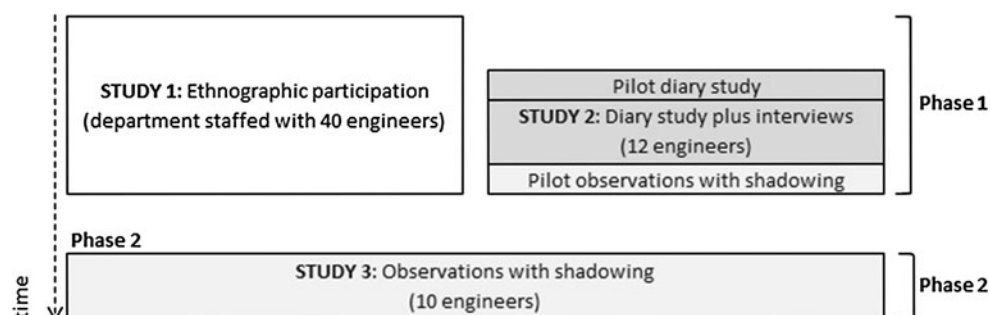 STUDY 1: Ethnographic participation
(department staffed with 40 engineers)
Pilot diary study
STUDY 2: Diary study plus interviews
(12 engineers)
Pilot observations with shadowing
Phase 1
Phase 2
STUDY 3: Observations with shadowing
(10 engineers)
Phase 2
time